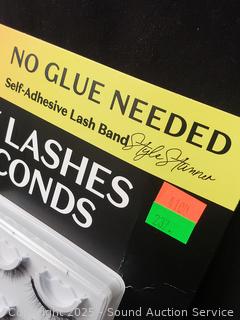 NO GLUE NEEDED
Self-Adhesive Lash Band
Style Stunner
LASHES
CONDS
Copyright 2025 - Sound Auction Service